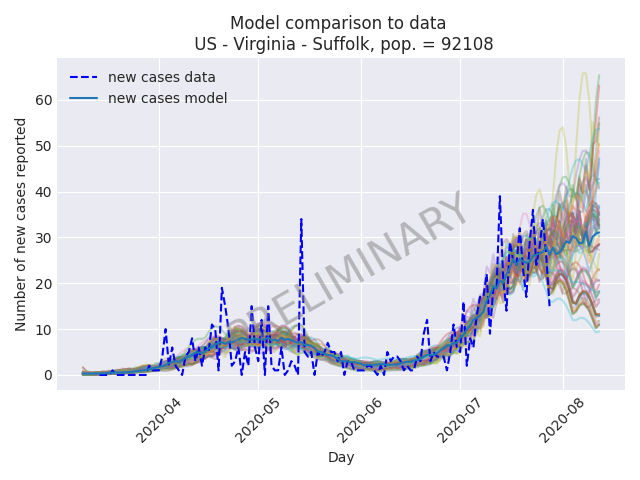 Model comparison to data
US - Virginia - Suffolk, pop. = 92108
new cases data
new cases model
Number of new cases reported
60
50
40
30
20
10
0
PRELIMINARY
2020-04
2020-05
2020-06
2020-07
2020-08
Day